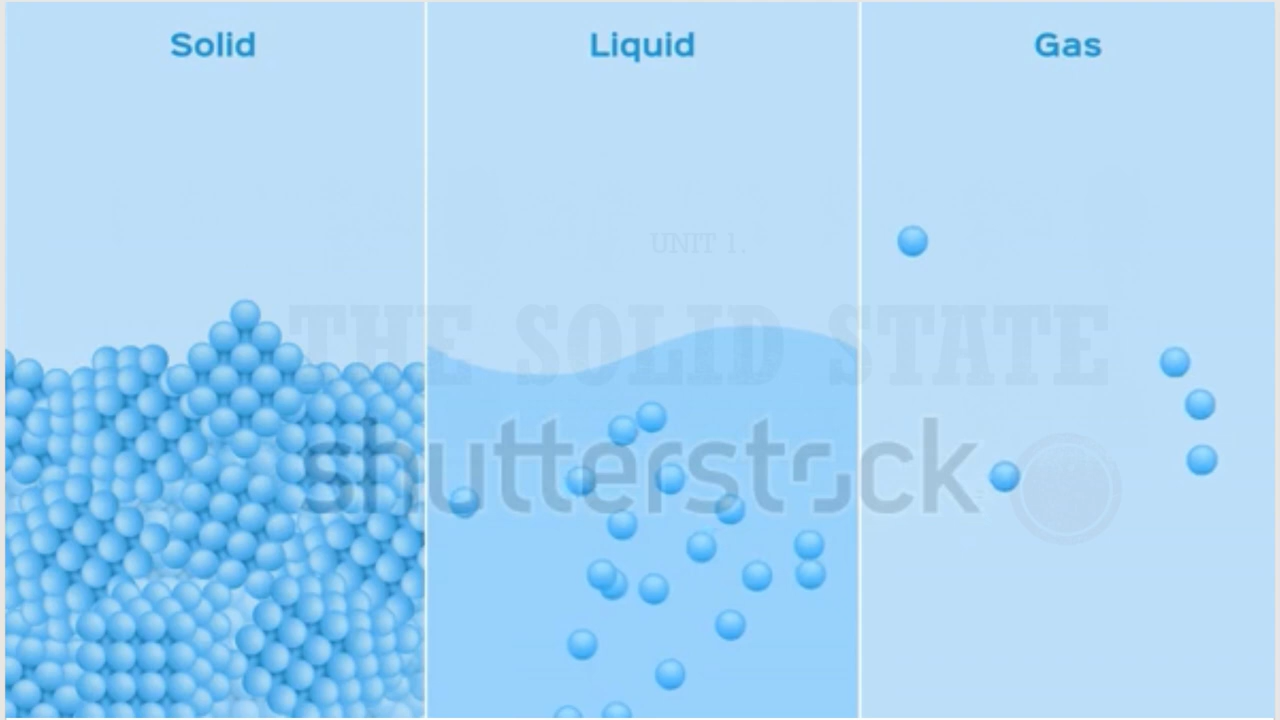 Solid
Liquid
Gas
UNIT 1.
THE SOLID STATE
shutterstock